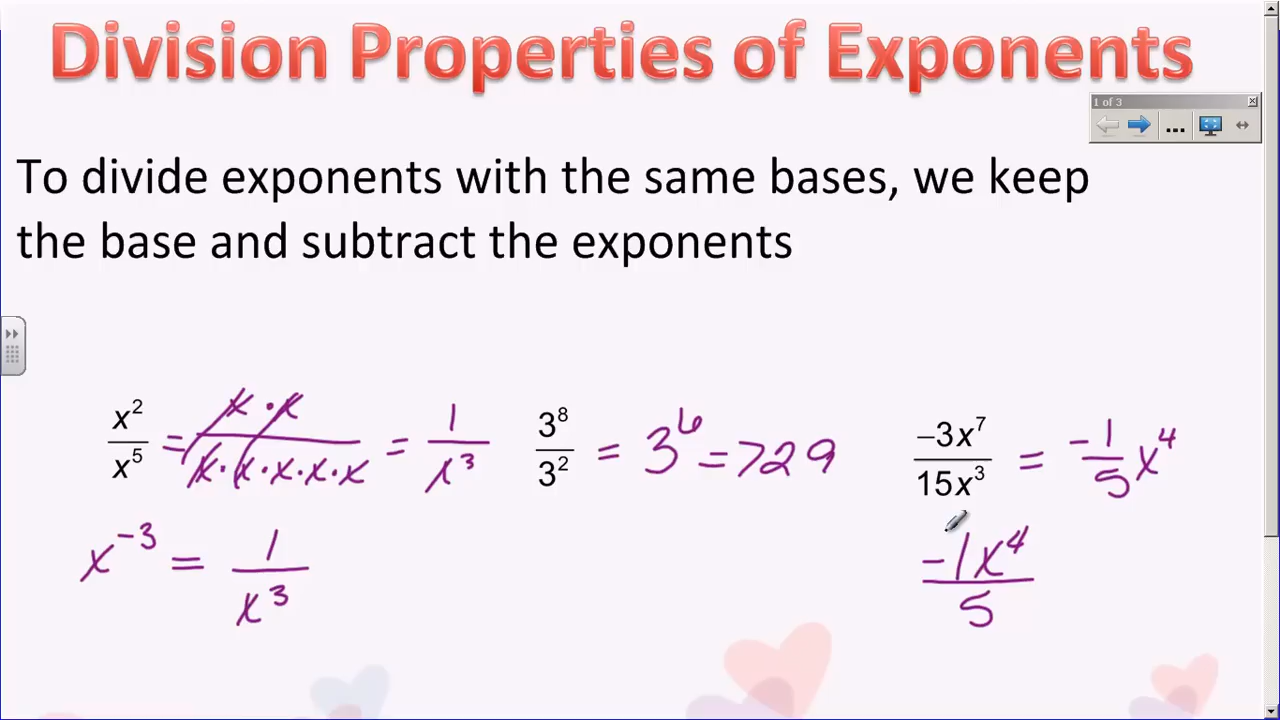 Division Properties of Exponents
1 of 3
To divide exponents with the same bases, we keep
the base and subtract the exponents
x²/x⁵ = x·x/x·x·x·x·x = 1/x³
3⁸/3² = 3⁶ = 729
−3x⁷/15x³ = −1/5 x⁴
x⁻³ = 1/x³
−1x⁴/5